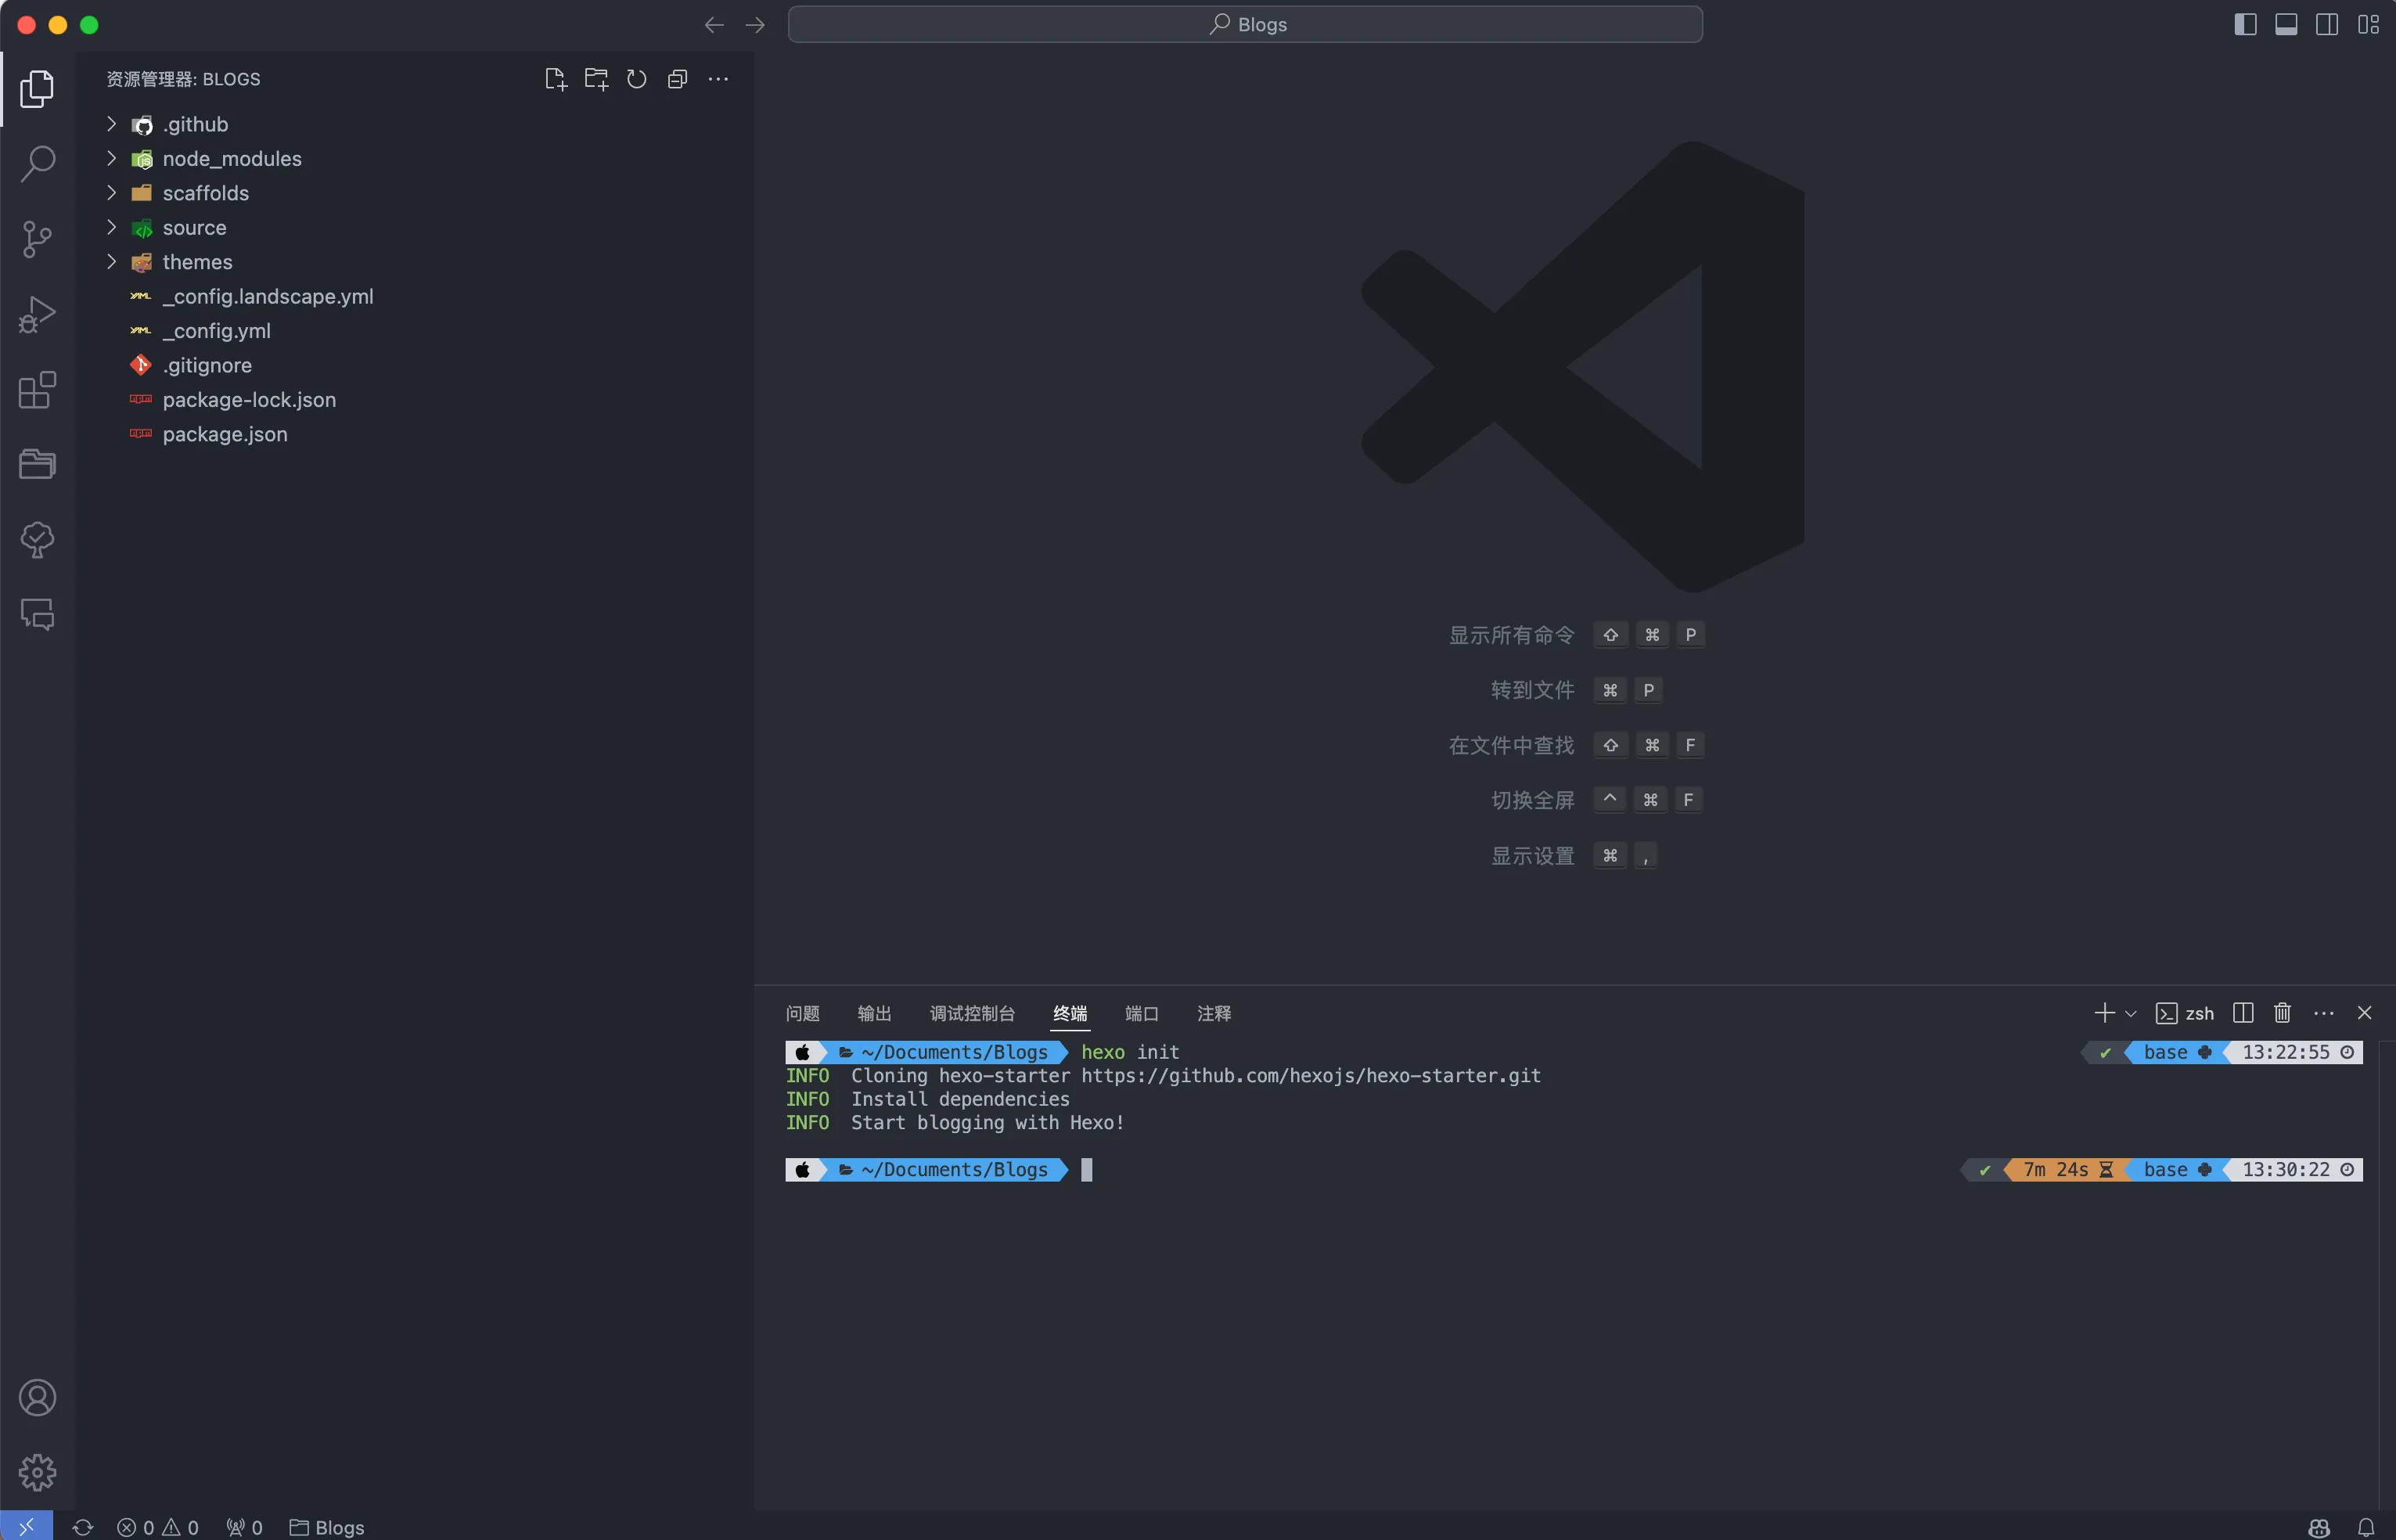 Blogs
资源管理器: BLOGS
.github
node_modules
scaffolds
source
themes
_config.landscape.yml
_config.yml
.gitignore
package-lock.json
package.json
显示所有命令 ⇧ ⌘ P
转到文件 ⌘ P
在文件中查找 ⇧ ⌘ F
切换全屏 ^ ⌘ F
显示设置 ⌘ ,
问题 输出 调试控制台 终端 端口 注释 zsh
~/Documents/Blogs hexo init ✔ base 13:22:55
INFO Cloning hexo-starter https://github.com/hexojs/hexo-starter.git
INFO Install dependencies
INFO Start blogging with Hexo!
~/Documents/Blogs ✔ 7m 24s base 13:30:22
0 0 0 Blogs